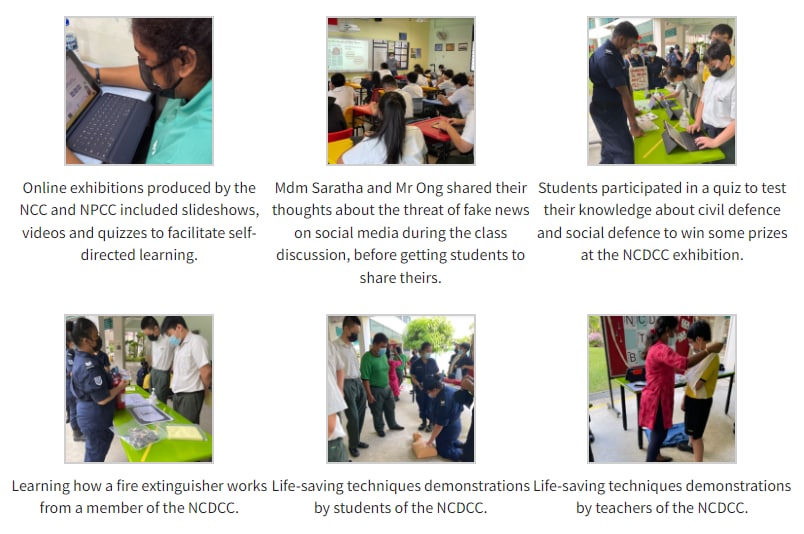 Online exhibitions produced by the
NCC and NPCC included slideshows,
videos and quizzes to facilitate self-
directed learning.
Mdm Saratha and Mr Ong shared their
thoughts about the threat of fake news
on social media during the class
discussion, before getting students to
share theirs.
Students participated in a quiz to test
their knowledge about civil defence
and social defence to win some prizes
at the NCDCC exhibition.
Learning how a fire extinguisher works
from a member of the NCDCC.
Life-saving techniques demonstrations
by students of the NCDCC.
Life-saving techniques demonstrations
by teachers of the NCDCC.